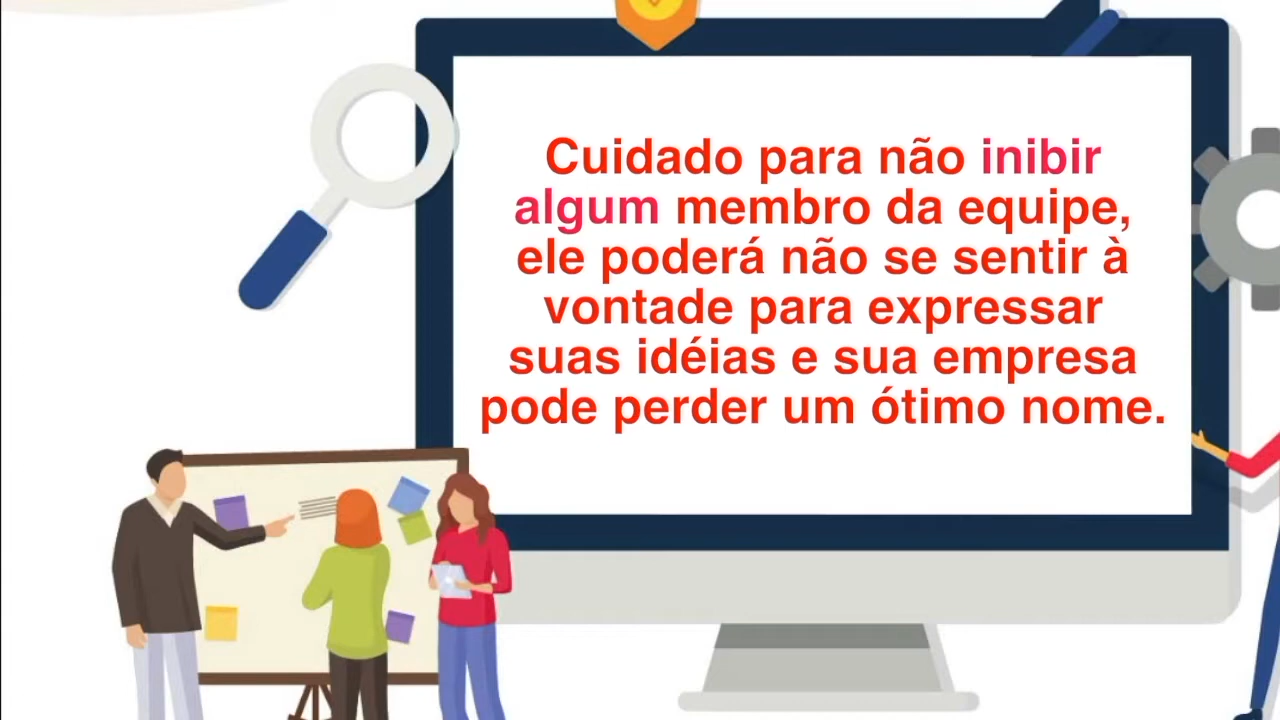 Cuidado para não inibir
algum membro da equipe,
ele poderá não se sentir à
vontade para expressar
suas idéias e sua empresa
pode perder um ótimo nome.